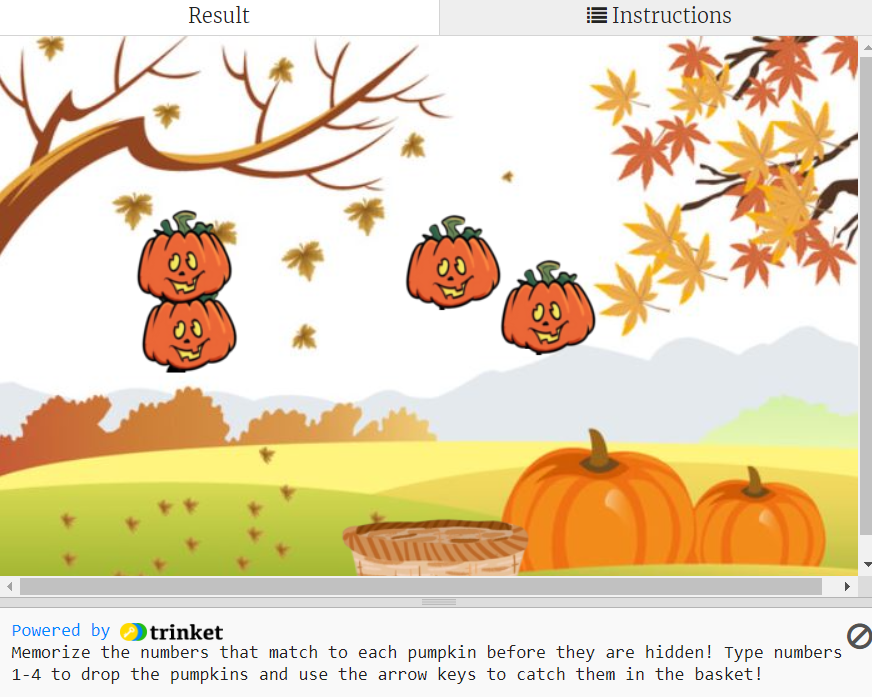 Result
Instructions
Powered by trinket
Memorize the numbers that match to each pumpkin before they are hidden! Type numbers
1-4 to drop the pumpkins and use the arrow keys to catch them in the basket!